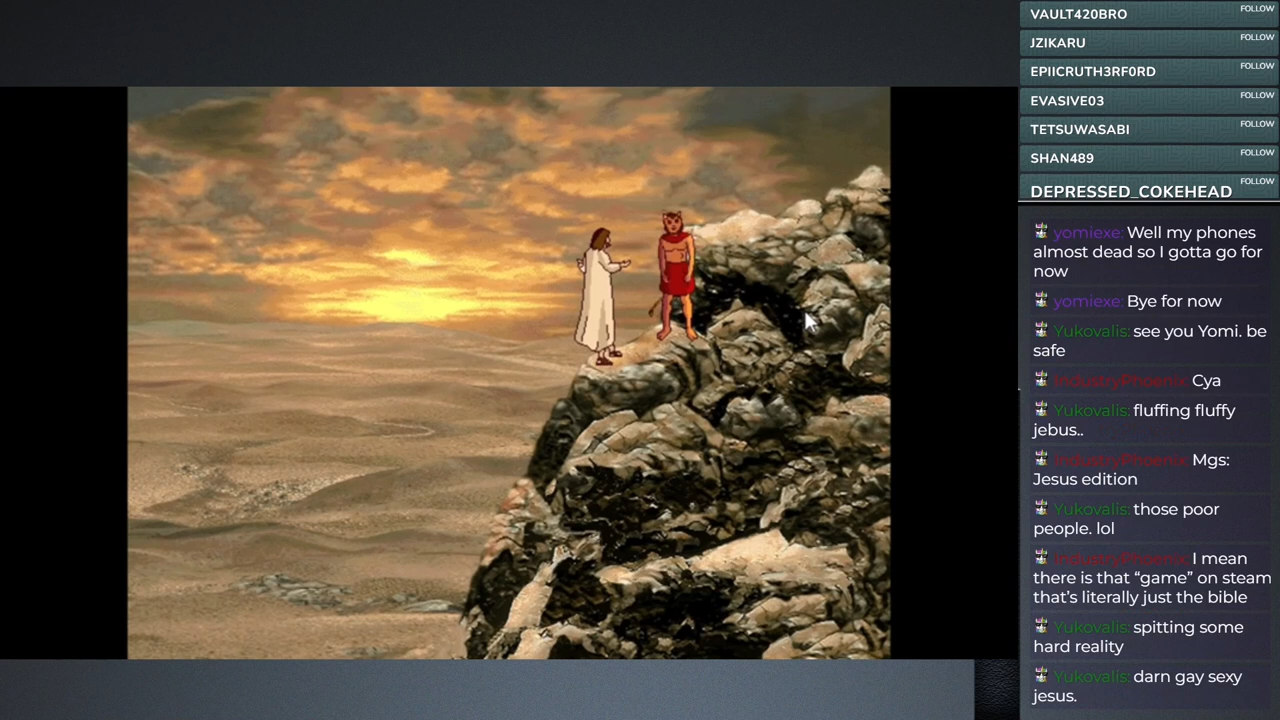 VAULT420BRO FOLLOW
JZIKARU FOLLOW
EPIICRUTH3RF0RD FOLLOW
EVASIVE03 FOLLOW
TETSUWASABI FOLLOW
SHAN489 FOLLOW
DEPRESSED_COKEHEAD FOLLOW
yomiexe: Well my phones
almost dead so I gotta go for
now
yomiexe: Bye for now
Yukovalis: see you Yomi. be
safe
IndustryPhoenix: Cya
Yukovalis: fluffing fluffy
jebus..
IndustryPhoenix: Mgs:
Jesus edition
Yukovalis: those poor
people. lol
IndustryPhoenix: I mean
there is that “game” on steam
that’s literally just the bible
Yukovalis: spitting some
hard reality
Yukovalis: darn gay sexy
jesus.